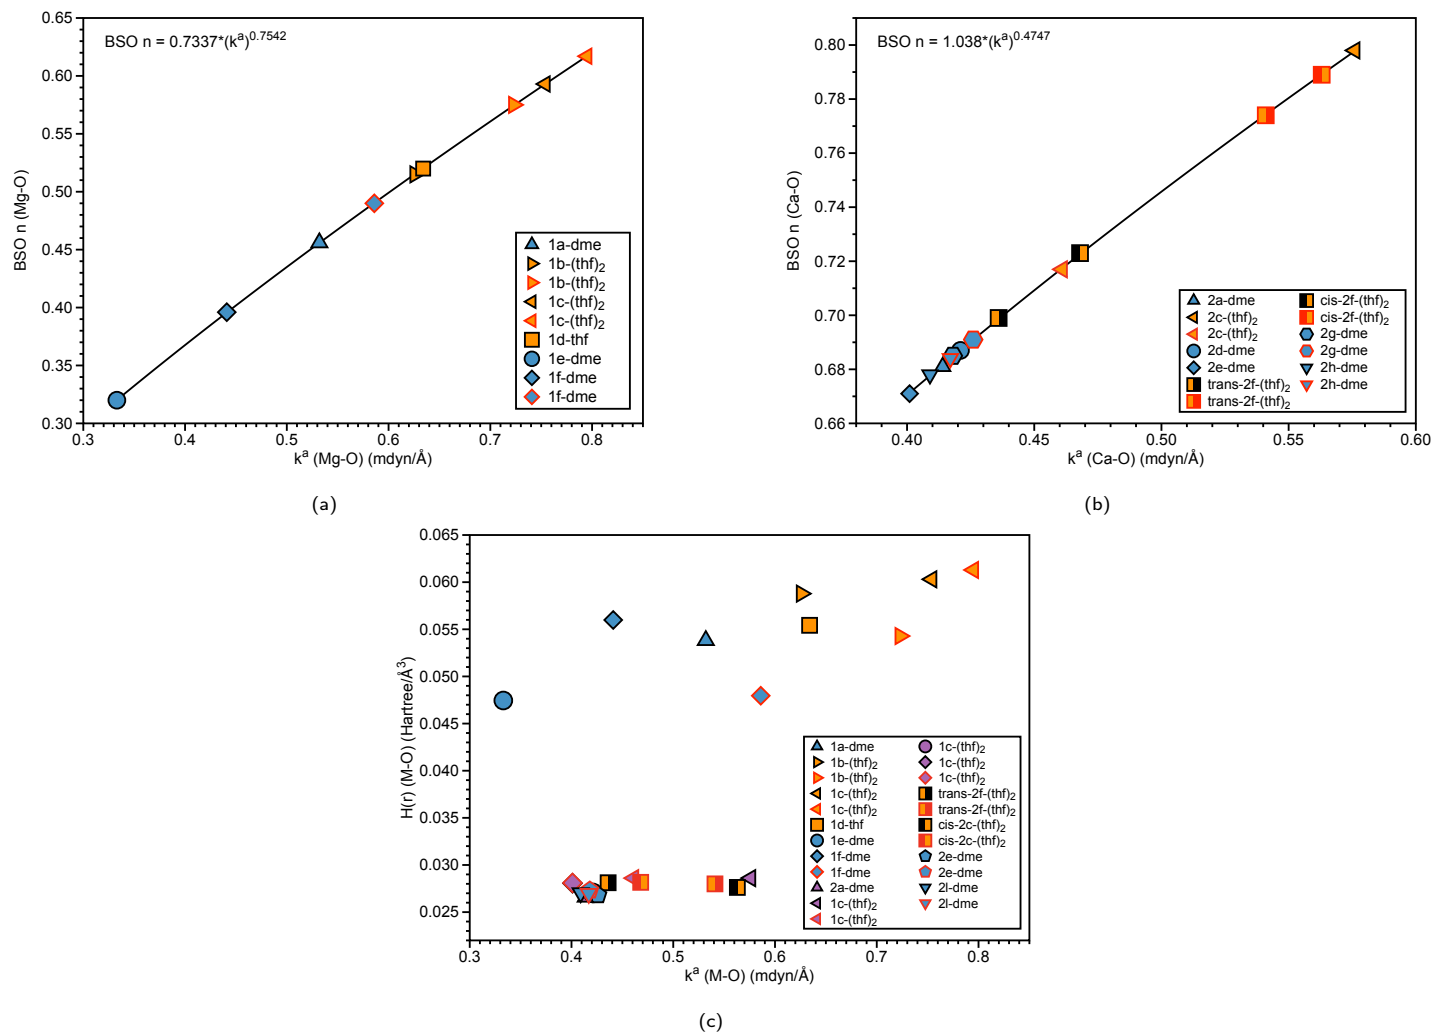 BSO n = 0.7337*(kᵃ)⁰·⁷⁵⁴²
BSO n (Mg-O)
0.65
0.60
0.55
0.50
0.45
0.40
0.35
0.30
1a-dme
1b-(thf)₂
1b-(thf)₂
1c-(thf)₂
1c-(thf)₂
1d-thf
1e-dme
1f-dme
1f-dme
0.3 0.4 0.5 0.6 0.7 0.8
kᵃ (Mg-O) (mdyn/Å)
(a)
BSO n = 1.038*(kᵃ)⁰·⁴⁷⁴⁷
BSO n (Ca-O)
0.80
0.78
0.76
0.74
0.72
0.70
0.68
0.66
2a-dme
2c-(thf)₂
2c-(thf)₂
2d-dme
2e-dme
trans-2f-(thf)₂
trans-2f-(thf)₂
cis-2f-(thf)₂
cis-2f-(thf)₂
2g-dme
2g-dme
2h-dme
2h-dme
0.40 0.45 0.50 0.55 0.60
kᵃ (Ca-O) (mdyn/Å)
(b)
H(r) (M-O) (Hartree/Å³)
0.065
0.060
0.055
0.050
0.045
0.040
0.035
0.030
0.025
1a-dme
1b-(thf)₂
1b-(thf)₂
1c-(thf)₂
1c-(thf)₂
1d-thf
1e-dme
1f-dme
1f-dme
2a-dme
1c-(thf)₂
1c-(thf)₂
1c-(thf)₂
1c-(thf)₂
1c-(thf)₂
trans-2f-(thf)₂
trans-2f-(thf)₂
cis-2c-(thf)₂
cis-2c-(thf)₂
2e-dme
2e-dme
2l-dme
2l-dme
0.3 0.4 0.5 0.6 0.7 0.8
kᵃ (M-O) (mdyn/Å)
(c)